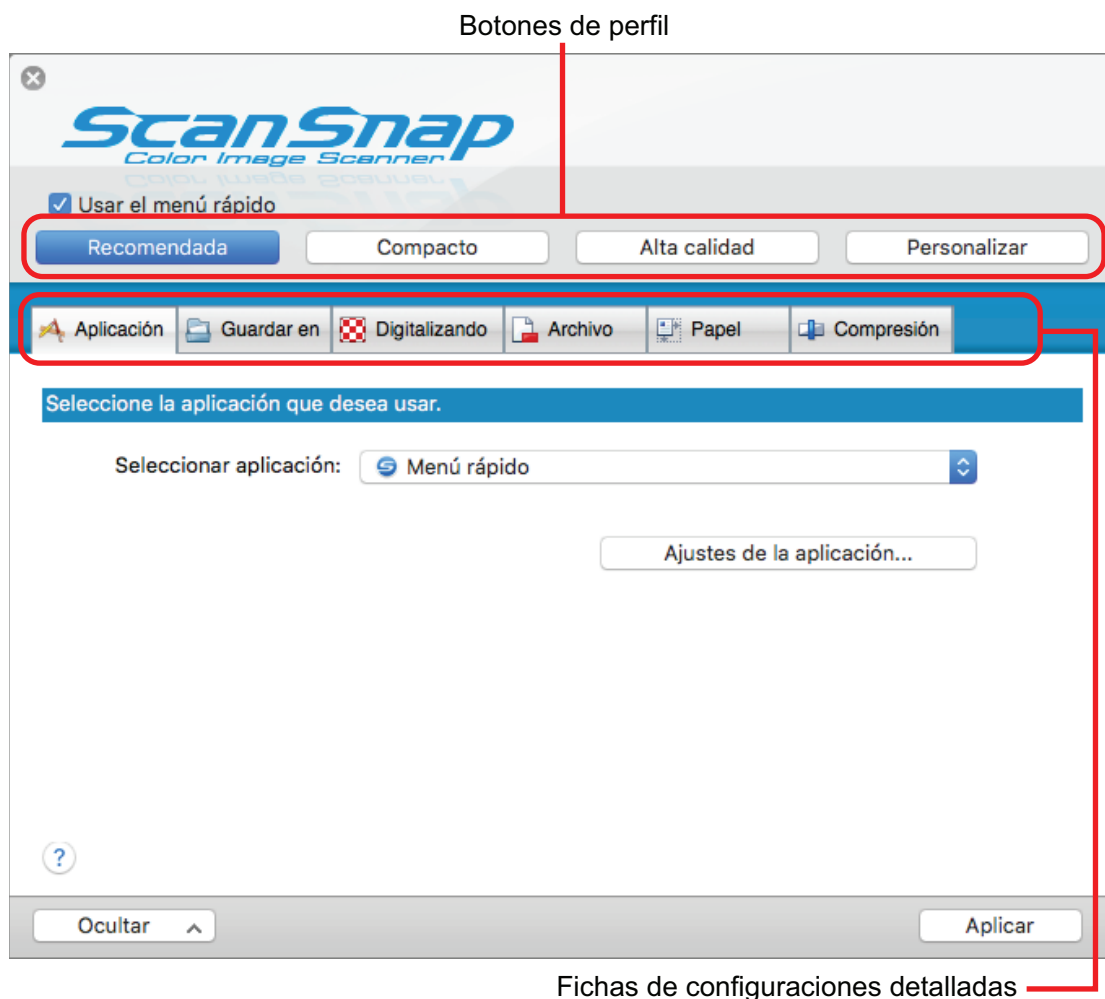 Botones de perfil
ScanSnap
Color Image Scanner
Usar el menú rápido
Recomendada Compacto Alta calidad Personalizar
Aplicación Guardar en Digitalizando Archivo Papel Compresión
Seleccione la aplicación que desea usar.
Seleccionar aplicación: Menú rápido
Ajustes de la aplicación...
?
Ocultar Aplicar
Fichas de configuraciones detalladas